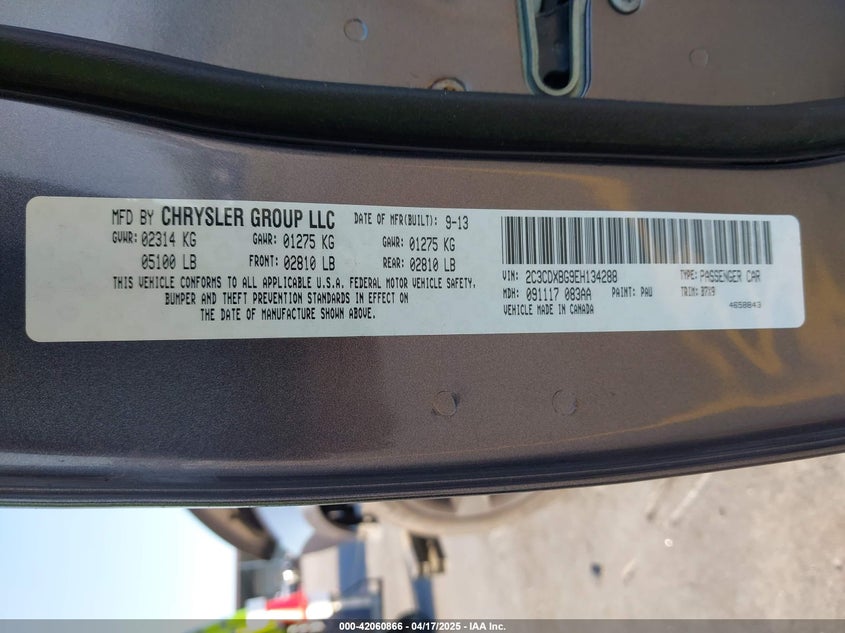 MFD BY CHRYSLER GROUP LLC DATE OF MFR(BUILT): 9-13
GVWR: 02314 KG GAWR: 01275 KG GAWR: 01275 KG
05100 LB FRONT: 02810 LB REAR: 02810 LB
THIS VEHICLE CONFORMS TO ALL APPLICABLE U.S.A. FEDERAL MOTOR VEHICLE SAFETY,
BUMPER AND THEFT PREVENTION STANDARDS IN EFFECT ON
THE DATE OF MANUFACTURE SHOWN ABOVE.
VIN: 2C3CDXBG9EH134288 TYPE: PASSENGER CAR
MDH: 091117 083AA PAINT: PAU TRIM: B7X9
VEHICLE MADE IN CANADA 4658843
000-42060866 - 04/17/2025 - IAA Inc.